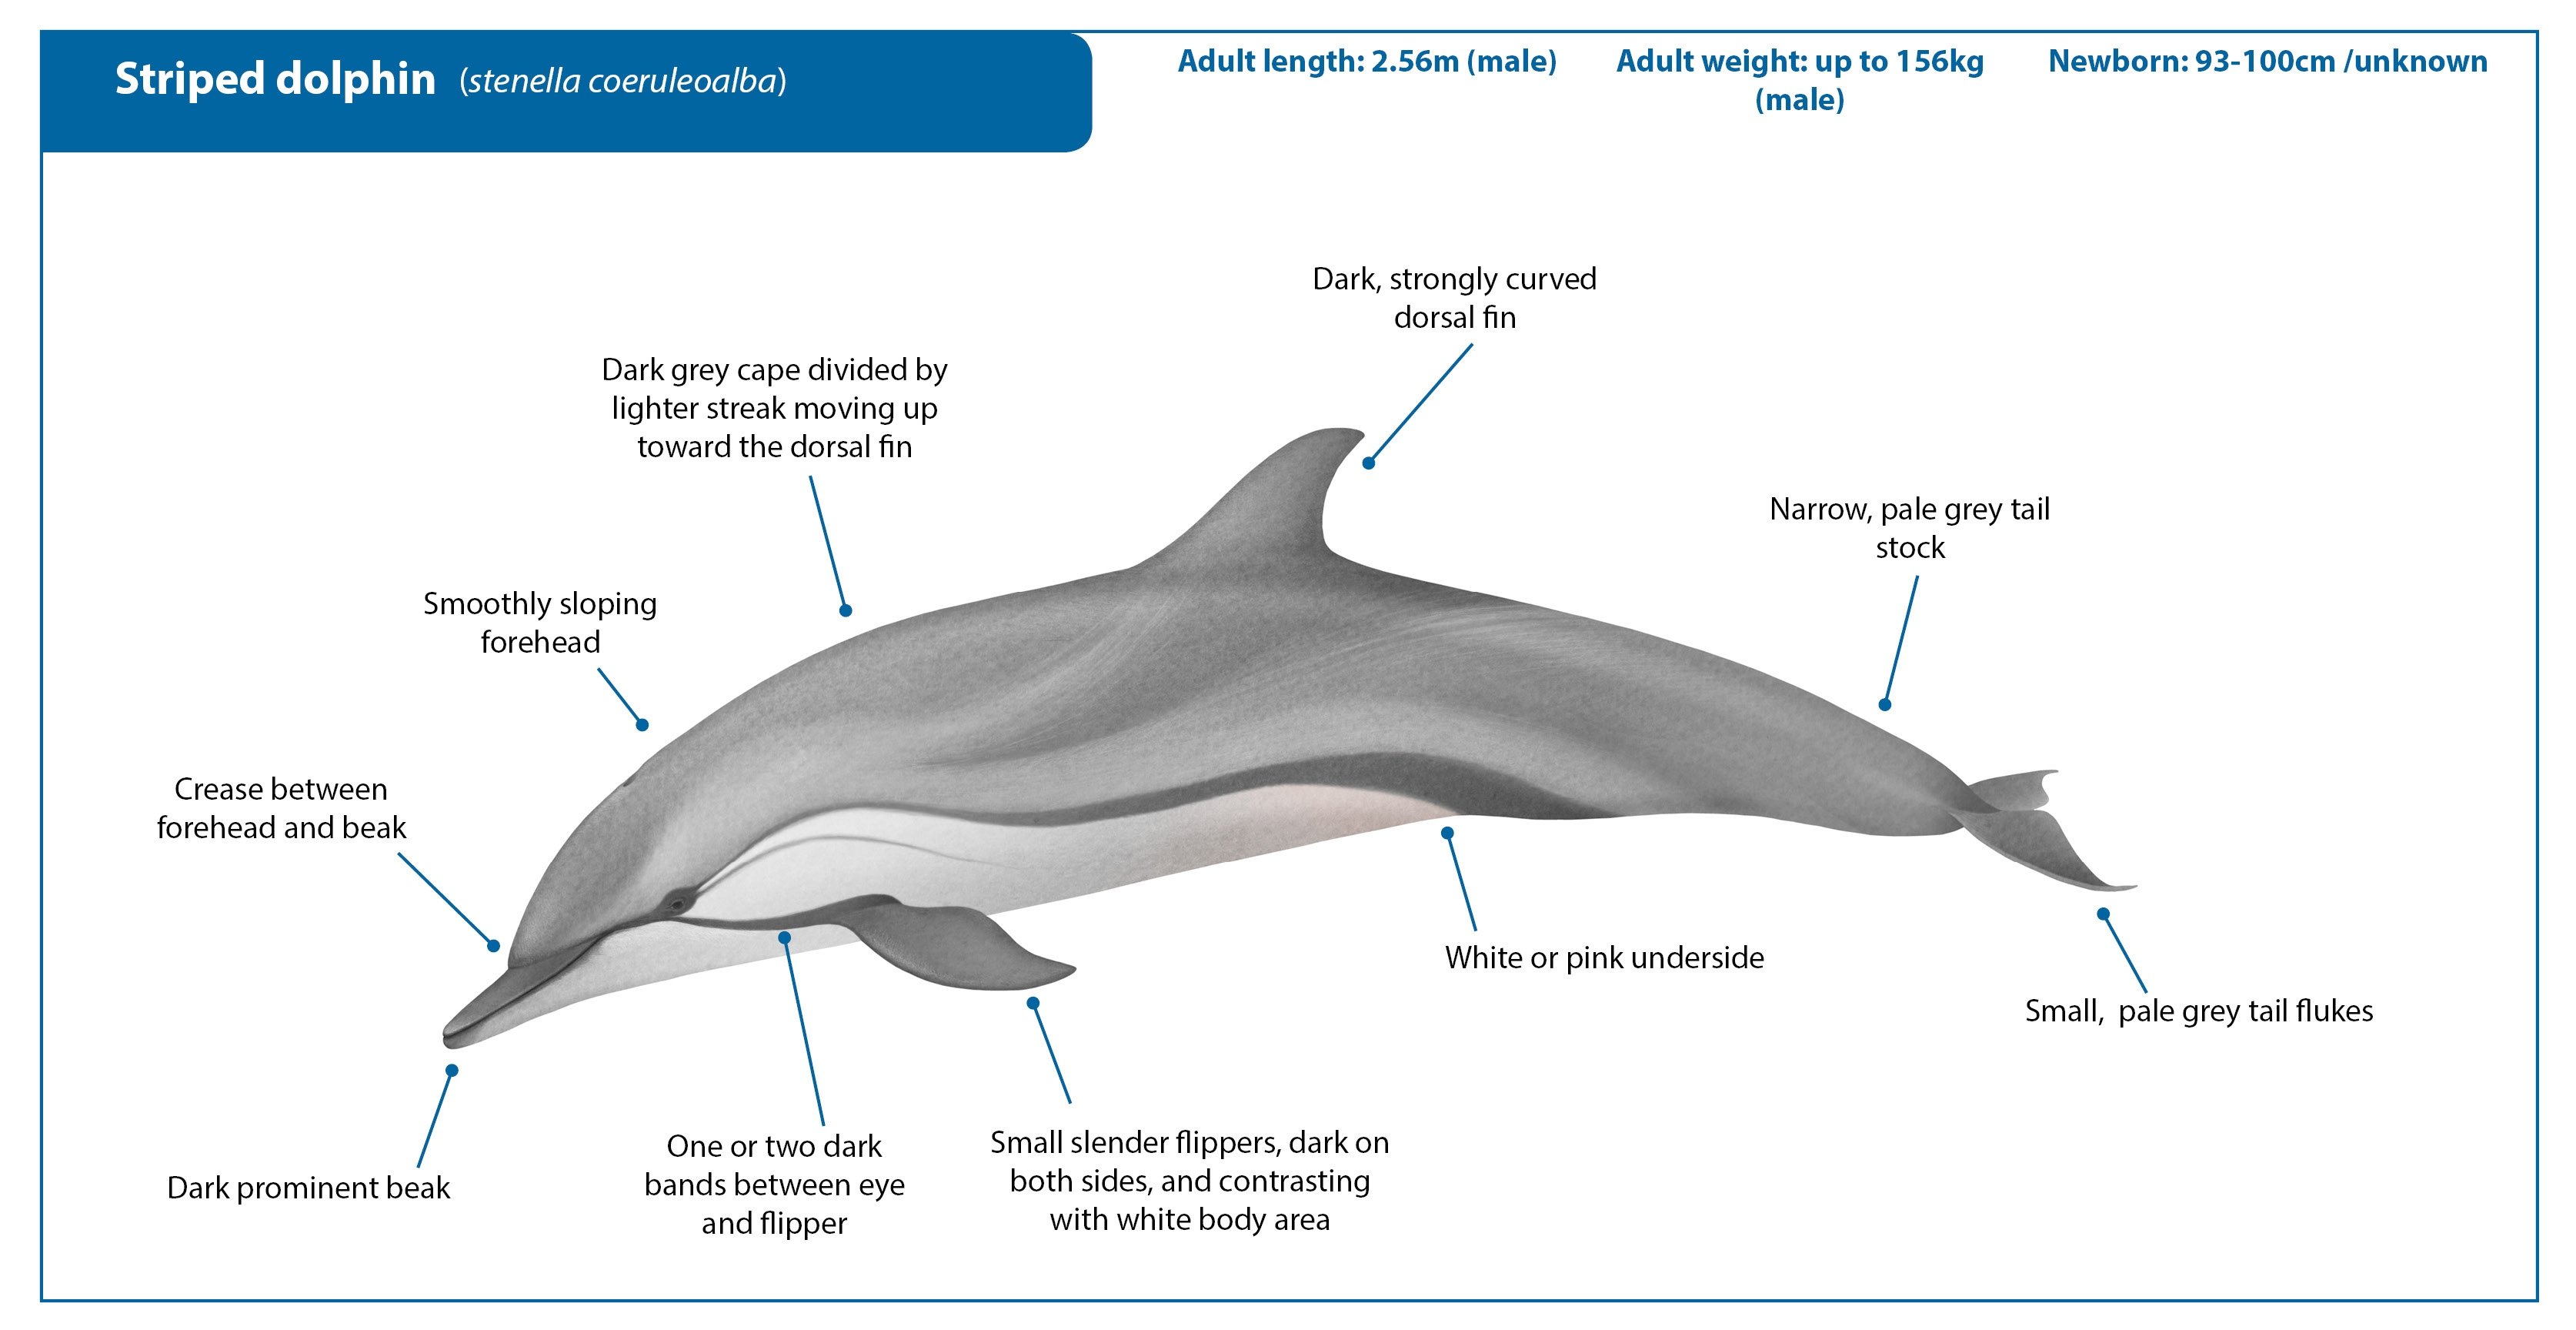 Striped dolphin (stenella coeruleoalba)
Adult length: 2.56m (male)
Adult weight: up to 156kg
(male)
Newborn: 93-100cm /unknown
Dark, strongly curved
dorsal fin
Dark grey cape divided by
lighter streak moving up
toward the dorsal fin
Narrow, pale grey tail
stock
Smoothly sloping
forehead
Crease between
forehead and beak
White or pink underside
Small, pale grey tail flukes
Dark prominent beak
One or two dark
bands between eye
and flipper
Small slender flippers, dark on
both sides, and contrasting
with white body area